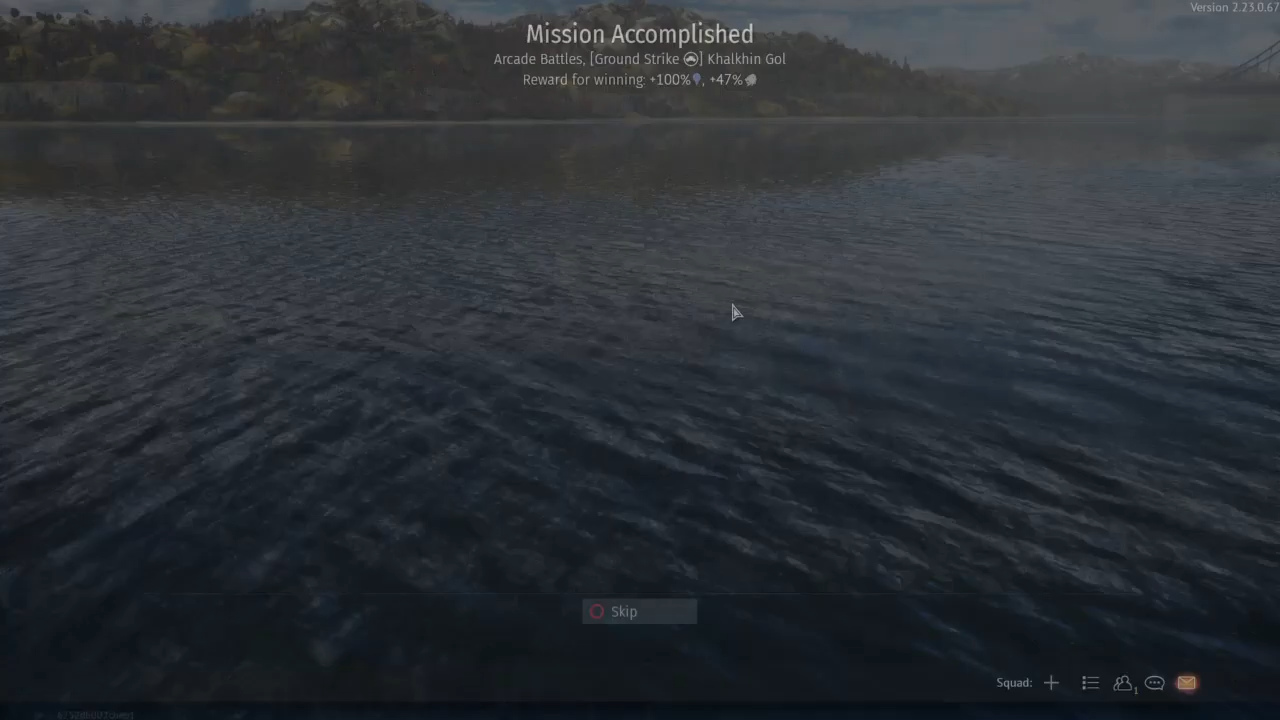 Version 2.23.0.67
Mission Accomplished
Arcade Battles, [Ground Strike ] Khalkhin Gol
Reward for winning: +100%, +47%
Skip
Squad:
1